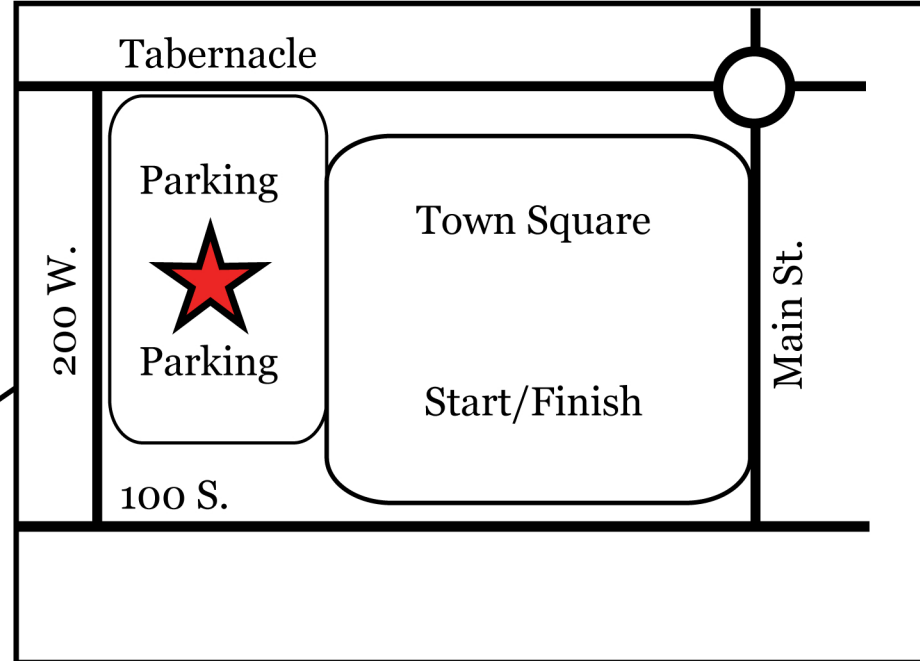 Tabernacle
Parking
Town Square
200 W.
Main St.
Parking
Start/Finish
100 S.